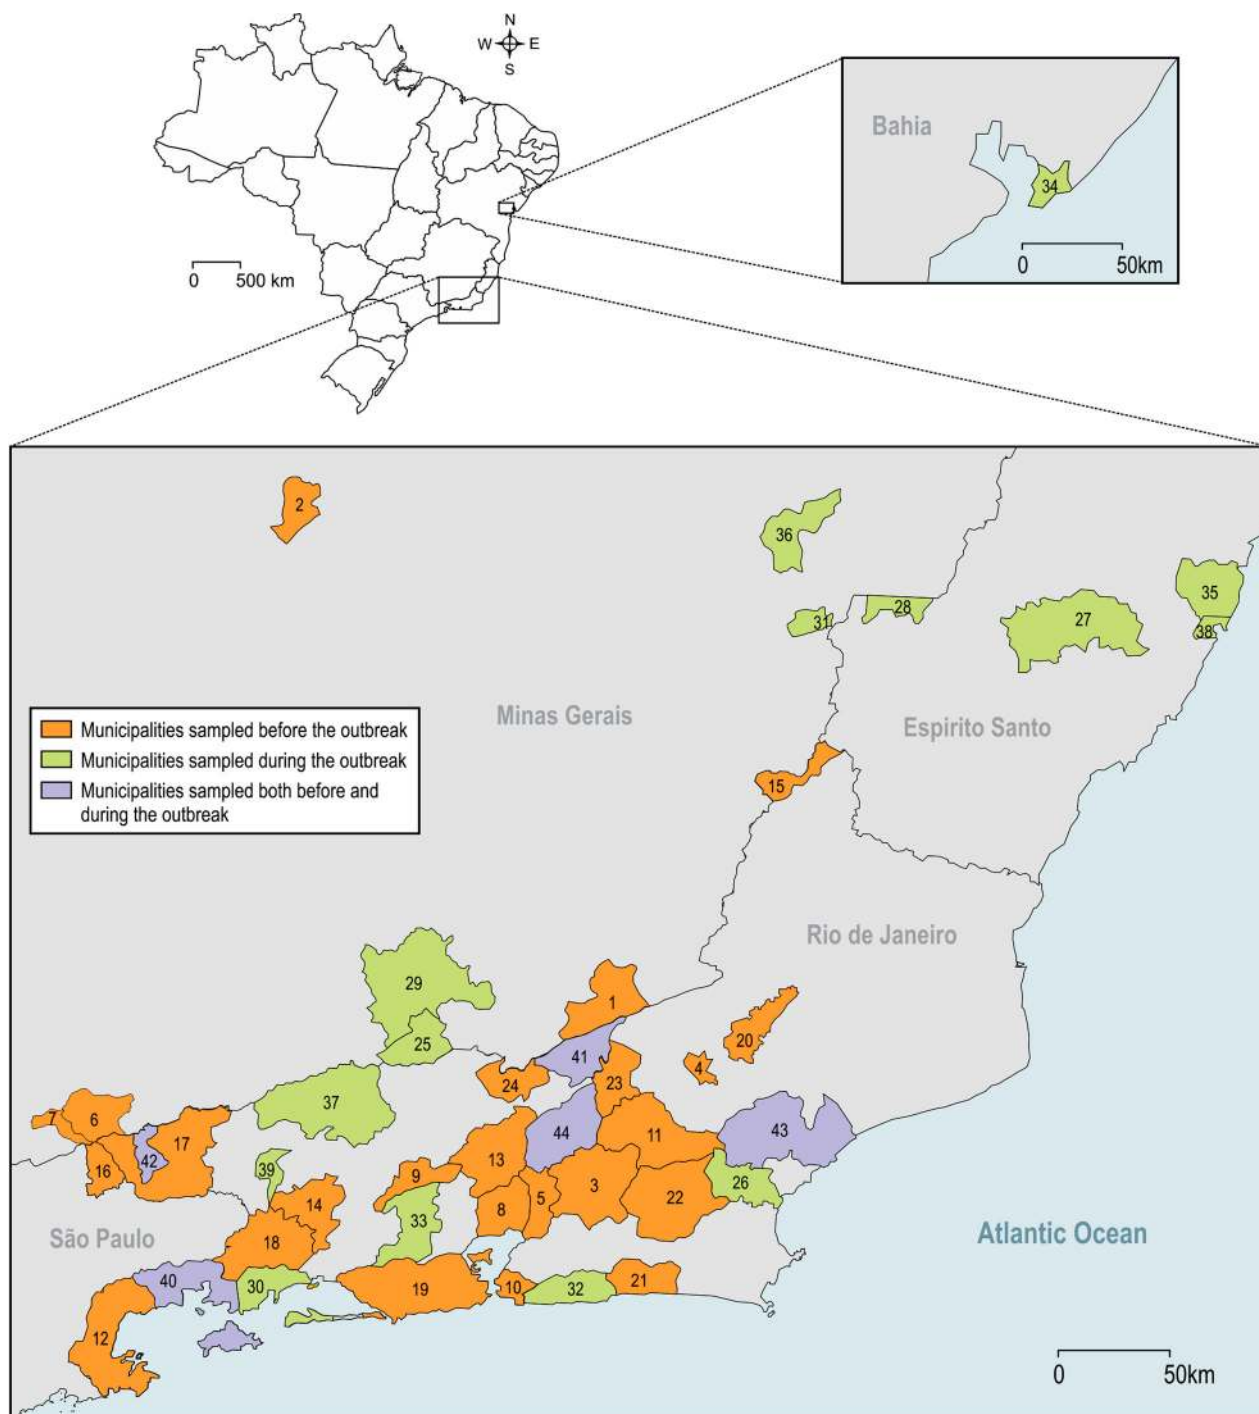 N
W E
S
0 500 km
Bahia
34
0 50km
2
36
35
28
31
27
38
Municipalities sampled before the outbreak
Municipalities sampled during the outbreak
Municipalities sampled both before and
during the outbreak
Minas Gerais
Espirito Santo
15
Rio de Janeiro
29
1
20
25
41
4
24
23
37
7
6
17
11
43
44
42
13
16
39
9
3
26
5
22
14
8
33
São Paulo
18
Atlantic Ocean
40
30
19
10
32
21
12
0 50km